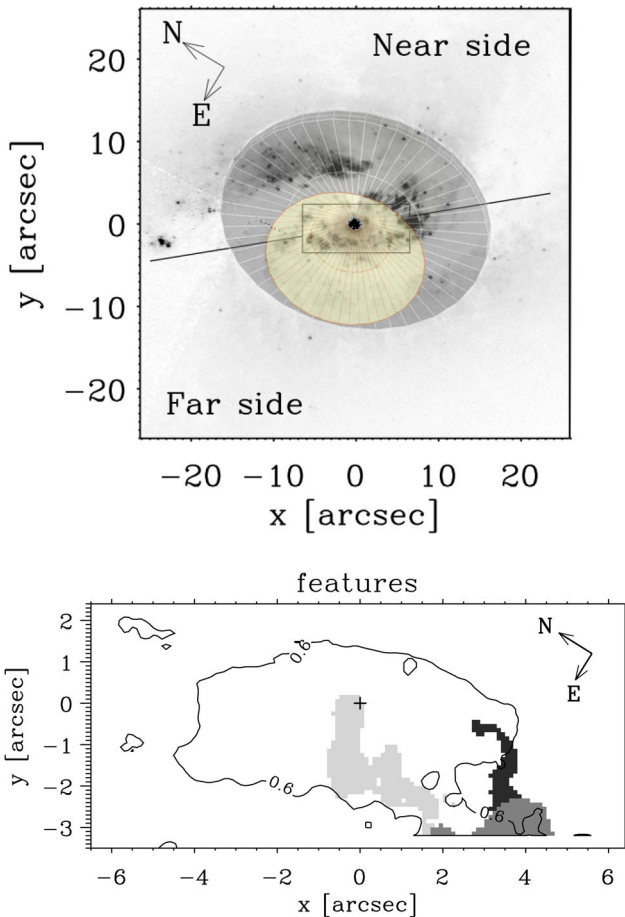 20
10
0
−10
−20
y [arcsec]
N
E
Near side
Far side
−20 −10 0 10 20
x [arcsec]
features
2
1
0
−1
−2
−3
y [arcsec]
0.6
N
E
0.6
0.6
−6 −4 −2 0 2 4 6
x [arcsec]